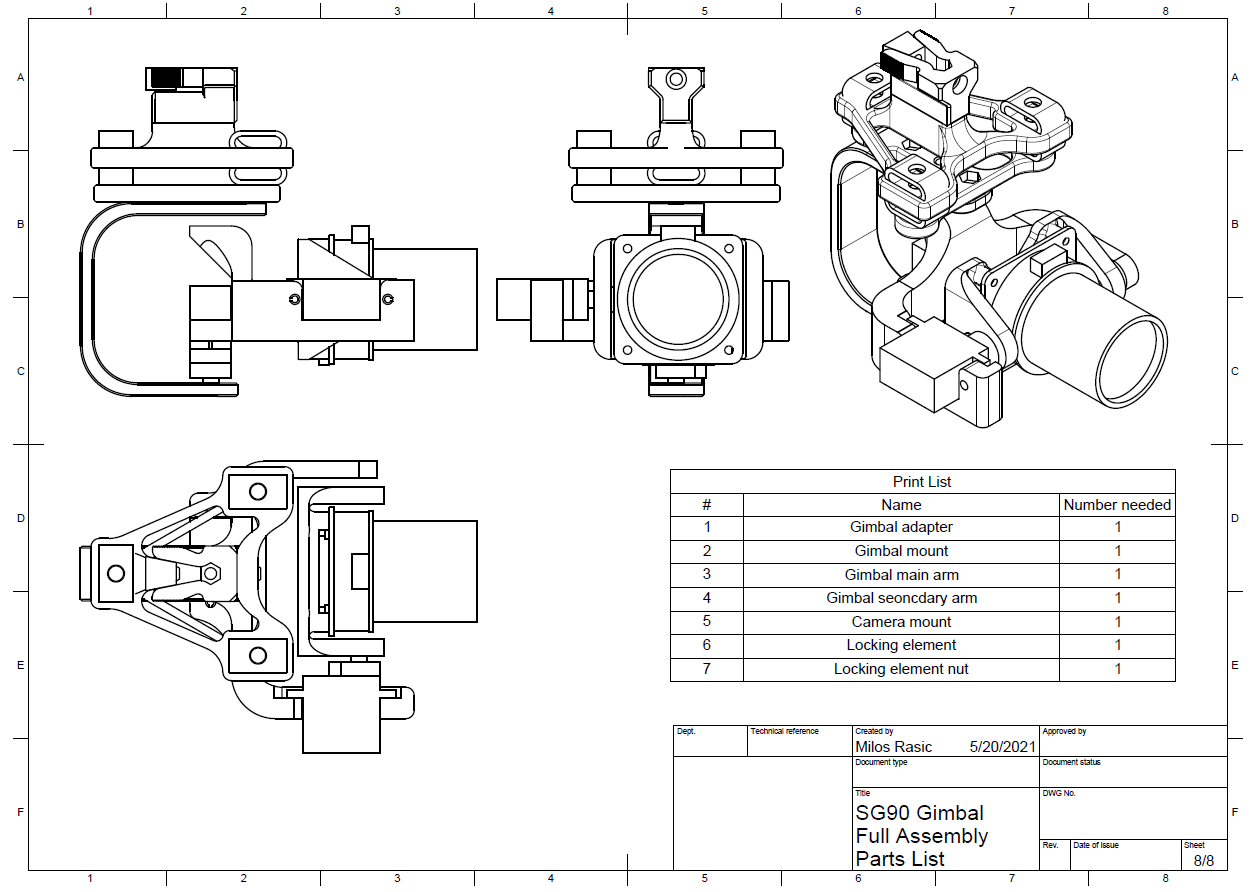 1 2 3 4 5 6 7 8
A A
B B
C C
Print List
# Name Number needed
1 Gimbal adapter 1
2 Gimbal mount 1
3 Gimbal main arm 1
4 Gimbal seoncdary arm 1
5 Camera mount 1
6 Locking element 1
7 Locking element nut 1
D D
E E
Dept. Technical reference Created by Approved by
Milos Rasic 5/20/2021
Document type Document status
Title DWG No.
SG90 Gimbal
Full Assembly
Parts List
F F
Rev. Date of issue Sheet
8/8
1 2 3 4 5 6 7 8